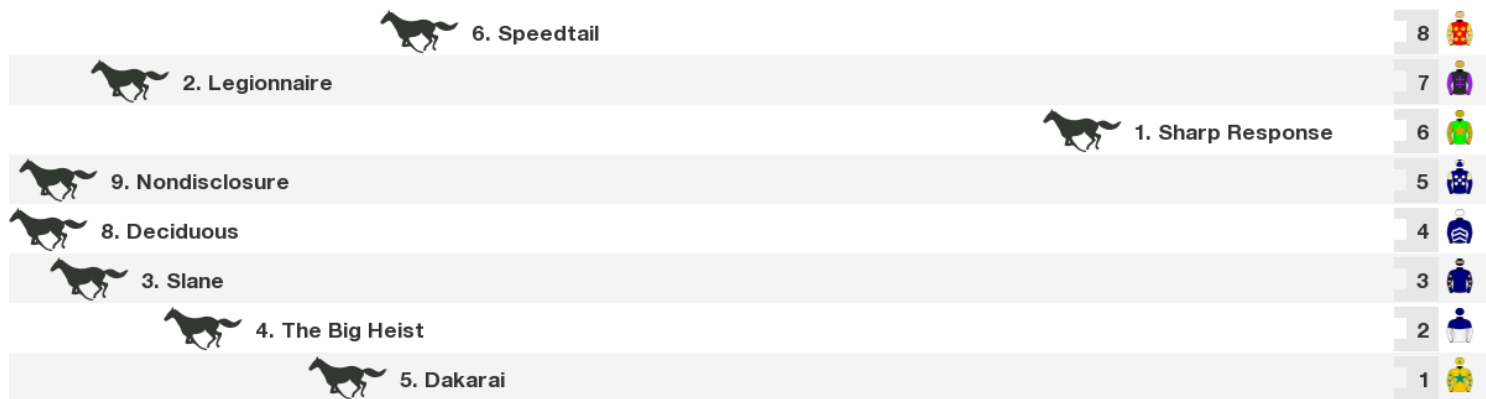 6. Speedtail 8
2. Legionnaire 7
1. Sharp Response 6
9. Nondisclosure 5
8. Deciduous 4
3. Slane 3
4. The Big Heist 2
5. Dakarai 1